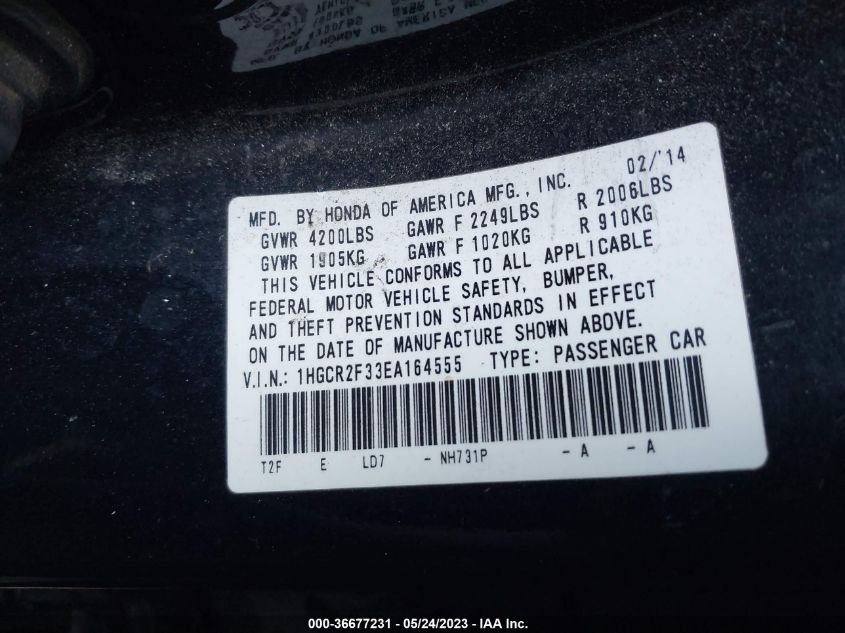 MFD. BY HONDA OF AMERICA MFG., INC. 02/'14
GVWR 4200LBS GAWR F 2249LBS R 2006LBS
GVWR 1905KG GAWR F 1020KG R 910KG
THIS VEHICLE CONFORMS TO ALL APPLICABLE
FEDERAL MOTOR VEHICLE SAFETY, BUMPER,
AND THEFT PREVENTION STANDARDS IN EFFECT
ON THE DATE OF MANUFACTURE SHOWN ABOVE.
V.I.N.: 1HGCR2F33EA164555 TYPE: PASSENGER CAR
T2F E LD7 - NH731P - A - A
000 - 36677231 - 05/24/2023 - IAA Inc.